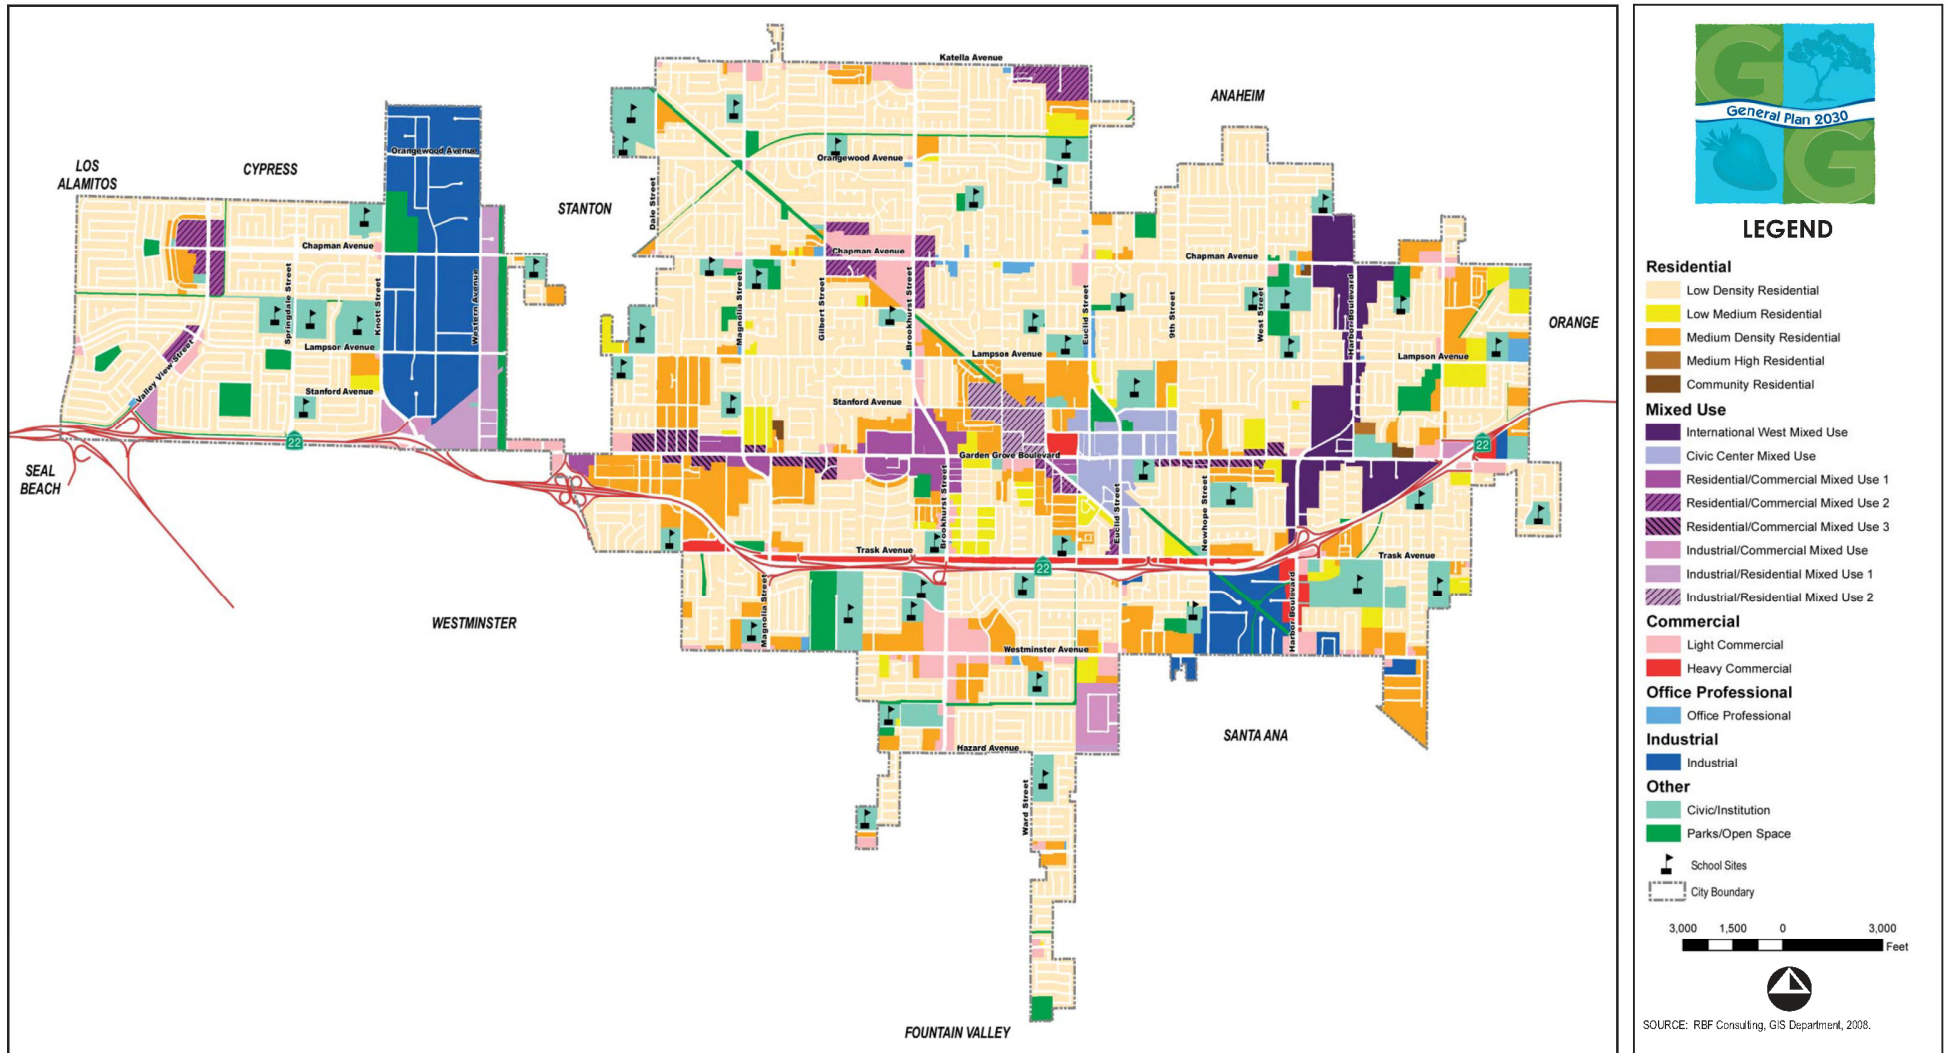 Katella Avenue
ANAHEIM
LOS
ALAMITOS
CYPRESS
Orangewood Avenue
Orangewood Avenue
STANTON
Dale Street
Chapman Avenue
Chapman Avenue
Chapman Avenue
Springdale Street
Knott Street
Western Avenue
Magnolia Street
Gilbert Street
Brookhurst Street
Euclid Street
9th Street
West Street
Harbor Boulevard
ORANGE
Lampson Avenue
Lampson Avenue
Lampson Avenue
Valley View Street
Stanford Avenue
Stanford Avenue
22
22
Garden Grove Boulevard
SEAL
BEACH
Brookhurst Street
Euclid Street
Newhope Street
Trask Avenue
Trask Avenue
22
Magnolia Street
Harbor Boulevard
WESTMINSTER
Westminster Avenue
SANTA ANA
Hazard Avenue
Ward Street
FOUNTAIN VALLEY
G
General Plan 2030
G
LEGEND
Residential
Low Density Residential
Low Medium Residential
Medium Density Residential
Medium High Residential
Community Residential
Mixed Use
International West Mixed Use
Civic Center Mixed Use
Residential/Commercial Mixed Use 1
Residential/Commercial Mixed Use 2
Residential/Commercial Mixed Use 3
Industrial/Commercial Mixed Use
Industrial/Residential Mixed Use 1
Industrial/Residential Mixed Use 2
Commercial
Light Commercial
Heavy Commercial
Office Professional
Office Professional
Industrial
Industrial
Other
Civic/Institution
Parks/Open Space
School Sites
City Boundary
3,000 1,500 0 3,000
Feet
SOURCE: RBF Consulting, GIS Department, 2008.